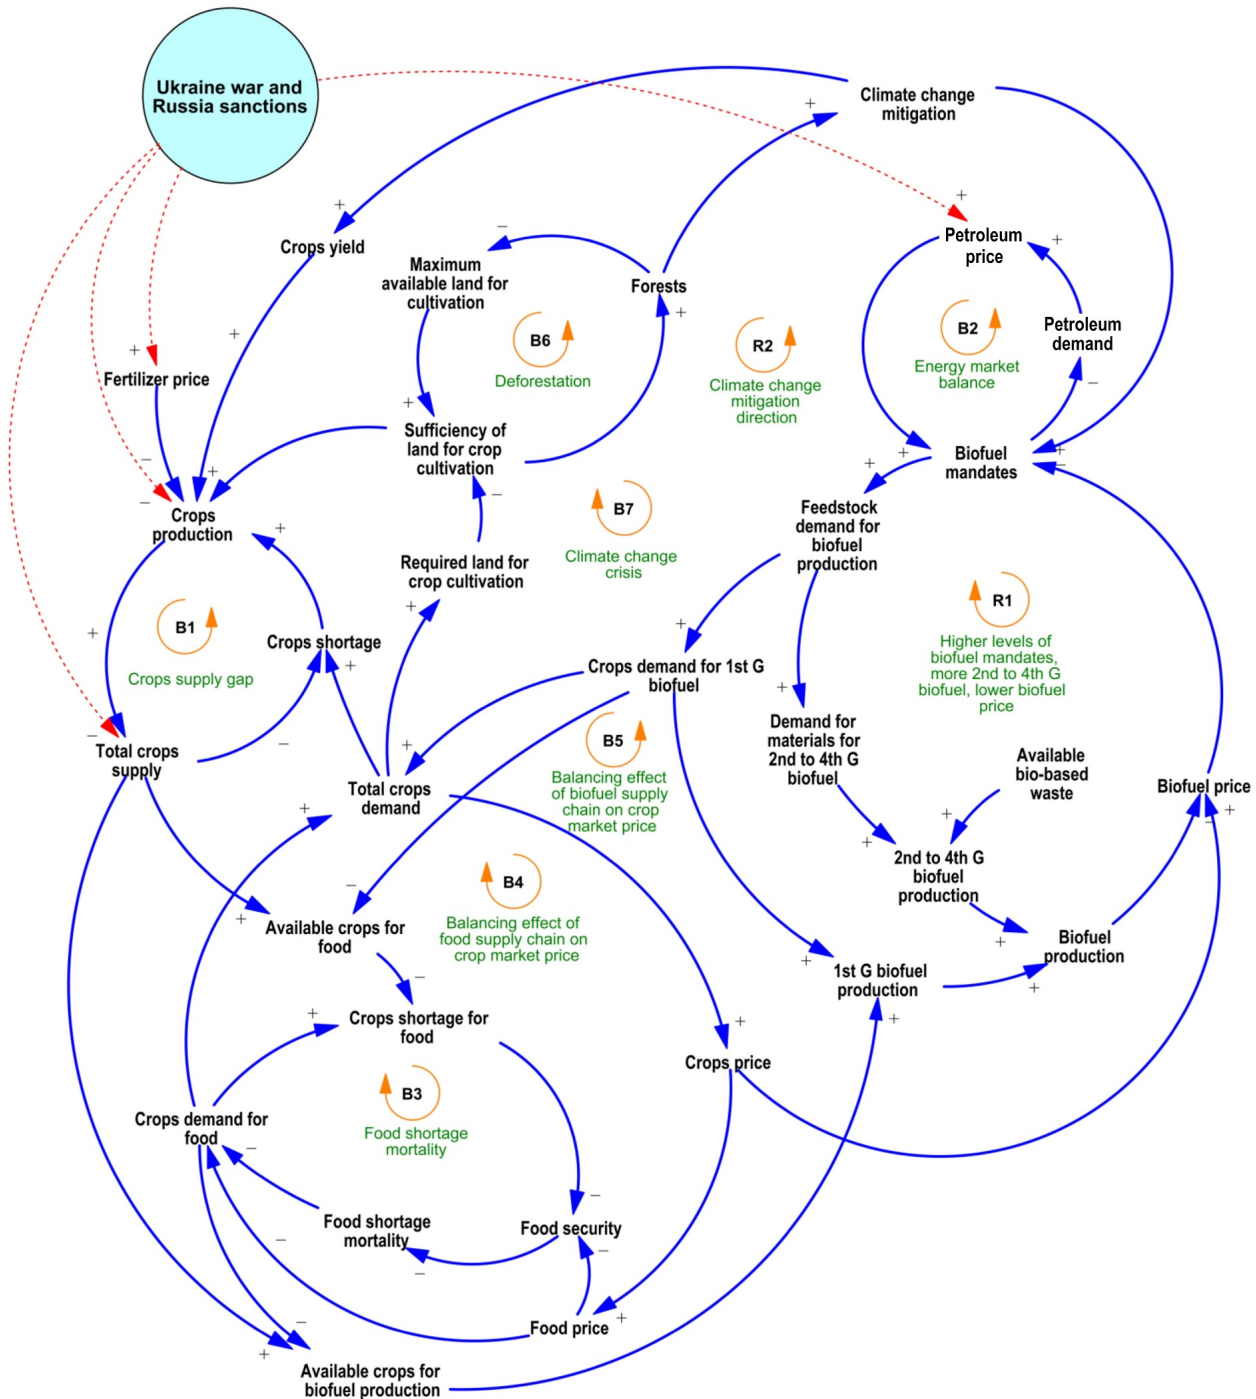 Ukraine war and
Russia sanctions
Climate change
mitigation
+
+
+
Crops yield
Petroleum
price
+
−
Maximum
available land for
cultivation
Forests
+
B6
Deforestation
R2
Climate change
mitigation
direction
B2
Energy market
balance
Petroleum
demand
−
+
+
Fertilizer price
+
Sufficiency of
land for crop
cultivation
−
+
−
Crops
production
+
+
Biofuel
mandates
+
−
Feedstock
demand for
biofuel
production
−
B7
Climate change
crisis
Required land for
crop cultivation
+
+
B1
Crops supply gap
+
Crops shortage
+
−
R1
Higher levels of
biofuel mandates,
more 2nd to 4th G
biofuel, lower biofuel
price
+
Crops demand for 1st G
biofuel
+
Demand for
materials for
2nd to 4th G
biofuel
−
Total crops
supply
+
Total crops
demand
B5
Balancing effect
of biofuel supply
chain on crop
market price
Available
bio-based
waste
Biofuel price
−
+
+
+
+
2nd to 4th G
biofuel
production
B4
Balancing effect of
food supply chain on
crop market price
−
+
Available crops for
food
+
Biofuel
production
+
1st G biofuel
production
+
+
−
Crops shortage for
food
+
+
Crops price
B3
Food shortage
mortality
Crops demand for
food
−
Food shortage
mortality
−
Food security
−
−
−
Food price
+
−
+
Available crops for
biofuel production